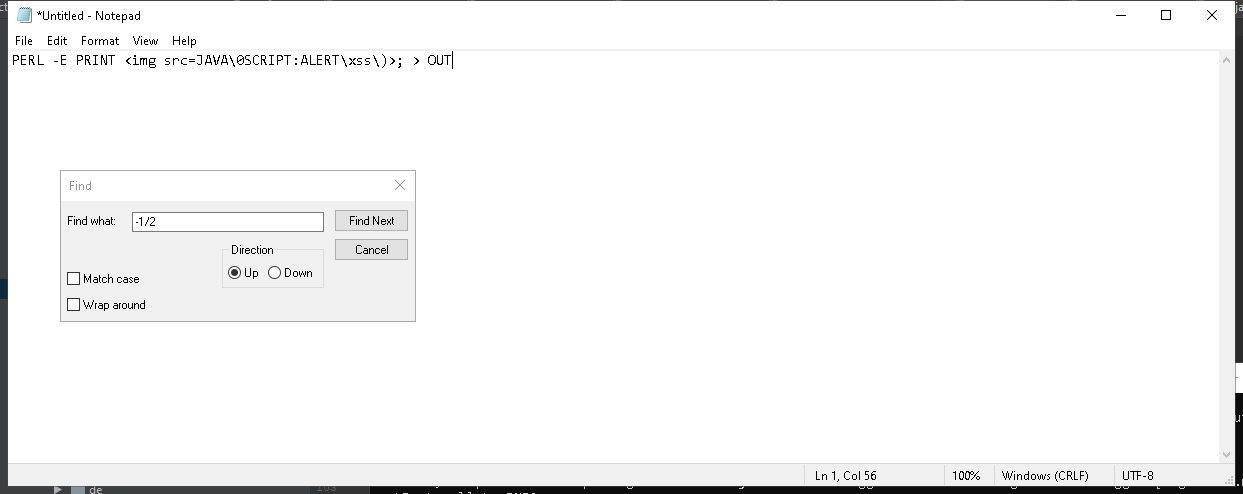 *Untitled - Notepad
File Edit Format View Help
PERL -E PRINT <img src=JAVA\0SCRIPT:ALERT\xss\)>; > OUT
Find
Find what: -1/2 Find Next
Direction Cancel
Up Down
Match case
Wrap around
Ln 1, Col 56 100% Windows (CRLF) UTF-8
de 103